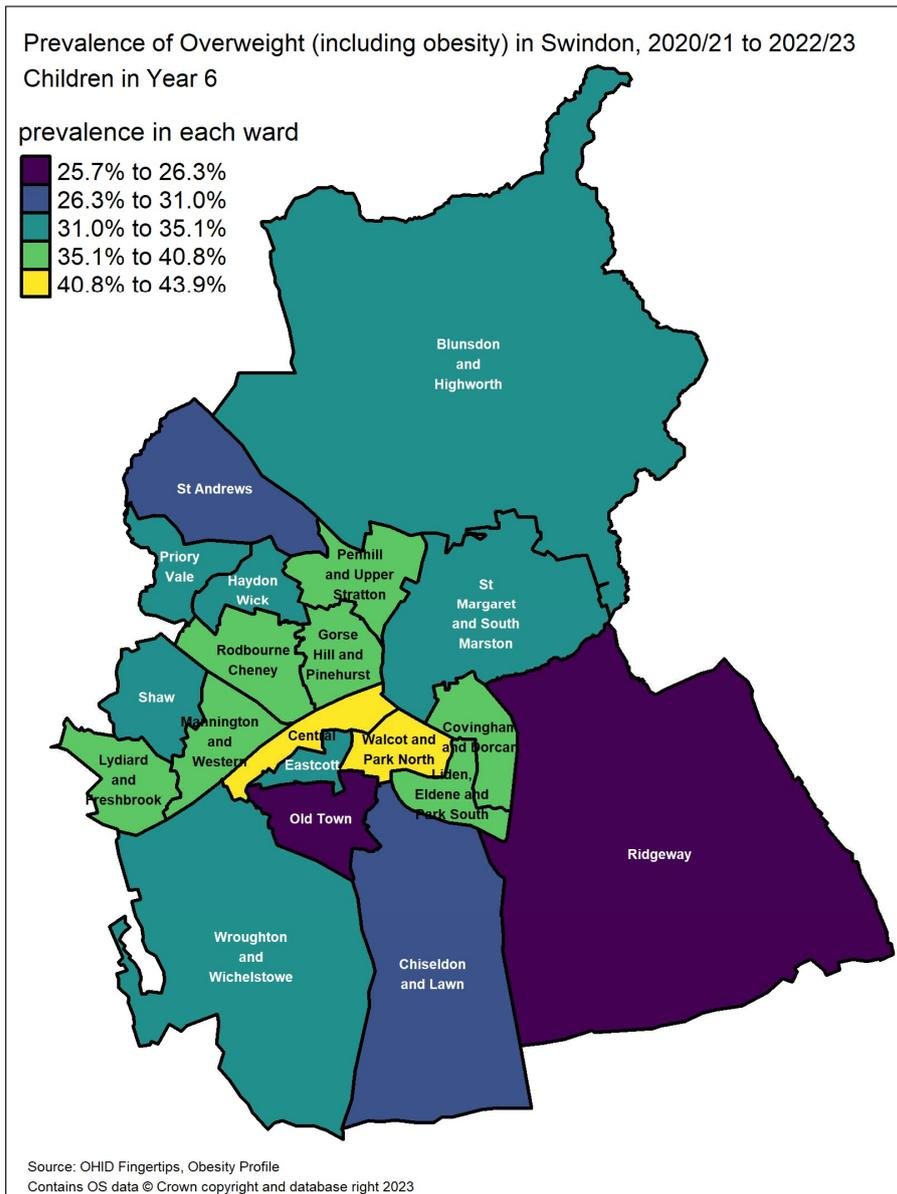 Prevalence of Overweight (including obesity) in Swindon, 2020/21 to 2022/23
Children in Year 6
prevalence in each ward
25.7% to 26.3%
26.3% to 31.0%
31.0% to 35.1%
35.1% to 40.8%
40.8% to 43.9%
Blunsdon
and
Highworth
St Andrews
Priory
Vale
Haydon
Wick
Penhill
and Upper
Stratton
St
Margaret
and South
Marston
Rodbourne
Cheney
Gorse
Hill and
Pinehurst
Shaw
Mannington
and
Western
Central
Walcot and
Park North
Covingham
and Dorcan
Eastcott
Lydiard
and
Freshbrook
Liden,
Eldene and
Park South
Old Town
Ridgeway
Wroughton
and
Wichelstowe
Chiseldon
and Lawn
Source: OHID Fingertips, Obesity Profile
Contains OS data © Crown copyright and database right 2023